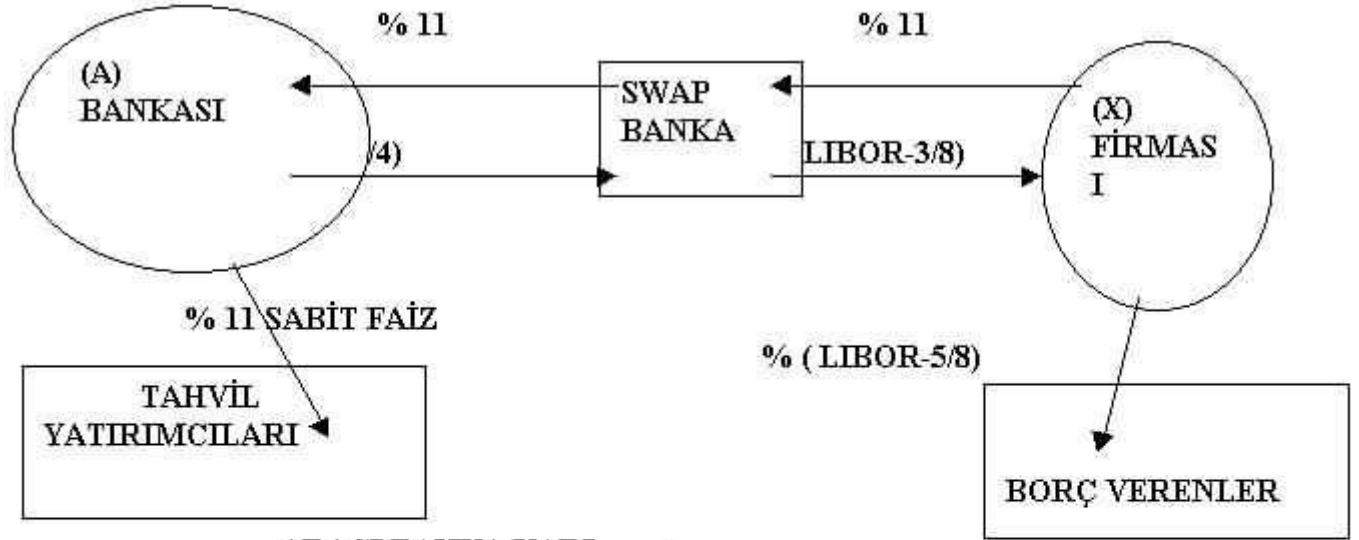 % 11
% 11
(A)
BANKASI
SWAP
BANKA
(X)
FİRMAS
I
/4)
LIBOR-3/8)
% 11 SABİT FAİZ
% ( LIBOR-5/8)
TAHVİL
YATIRIMCILARI
BORÇ VERENLER